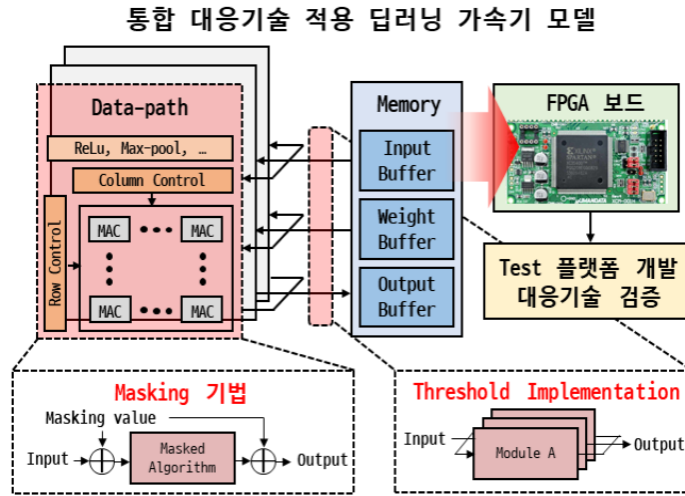 통합 대응기술 적용 딥러닝 가속기 모델
Data-path
ReLu, Max-pool, …
Column Control
Row Control
MAC ••• MAC
MAC ••• MAC
Memory
Input
Buffer
Weight
Buffer
Output
Buffer
FPGA 보드
XILINX
SPARTAN
Test 플랫폼 개발
대응기술 검증
Masking 기법
Masking value
Input
Masked
Algorithm
Output
Threshold Implementation
Input
Module A
Output